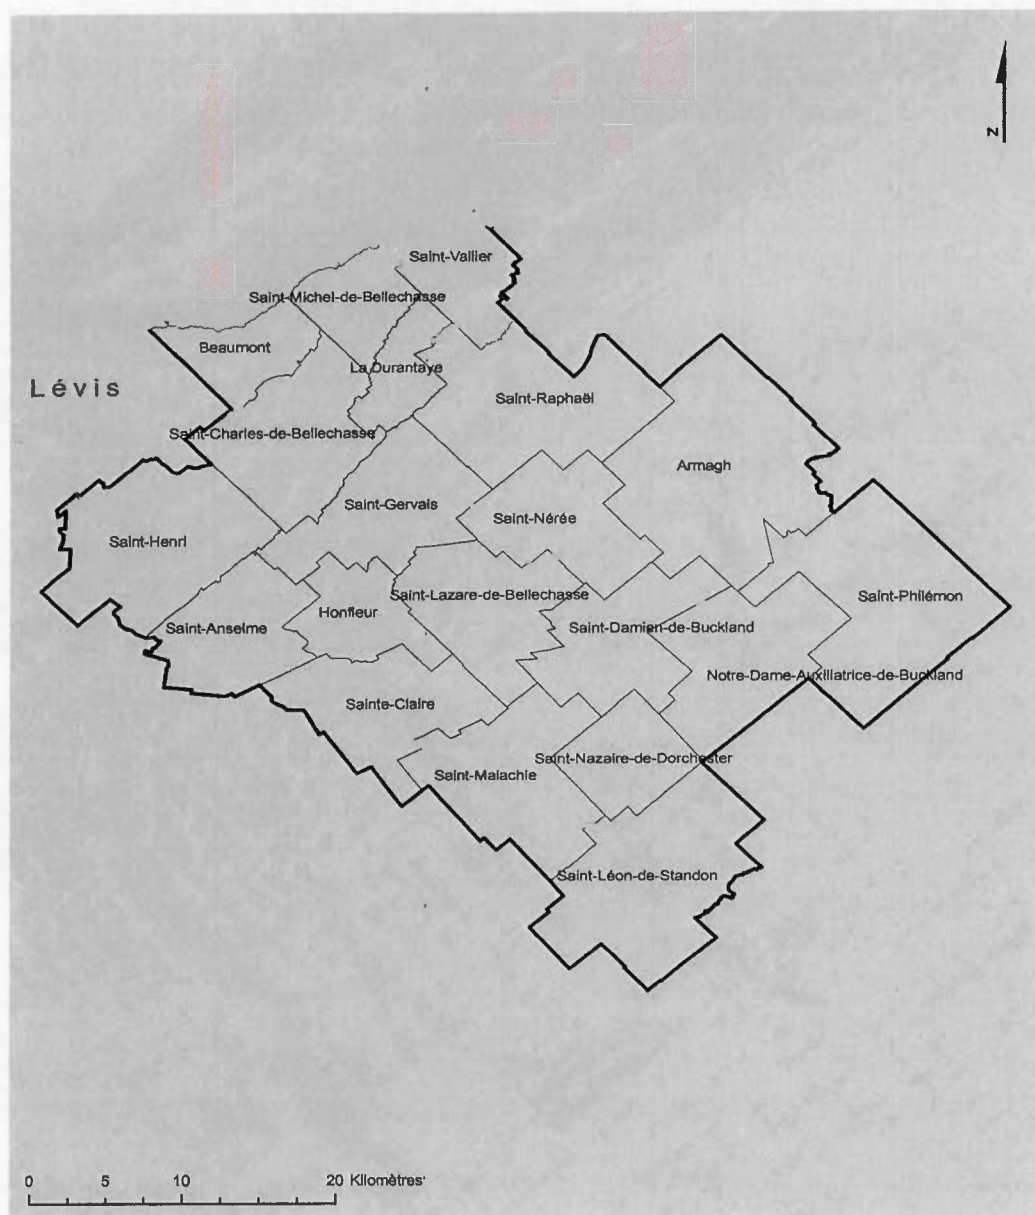 N
Saint-Vallier
Saint-Michel-de-Bellechasse
Beaumont
La Durantaye
Lévis
Saint-Raphaël
Saint-Charles-de-Bellechasse
Armagh
Saint-Gervais
Saint-Nérée
Saint-Henri
Saint-Lazare-de-Bellechasse
Saint-Philémon
Honfleur
Saint-Anselme
Saint-Damien-de-Buckland
Notre-Dame-Auxiliatrice-de-Buckland
Sainte-Claire
Saint-Nazaire-de-Dorchester
Saint-Malachie
Saint-Léon-de-Standon
0 5 10 20 Kilomètres